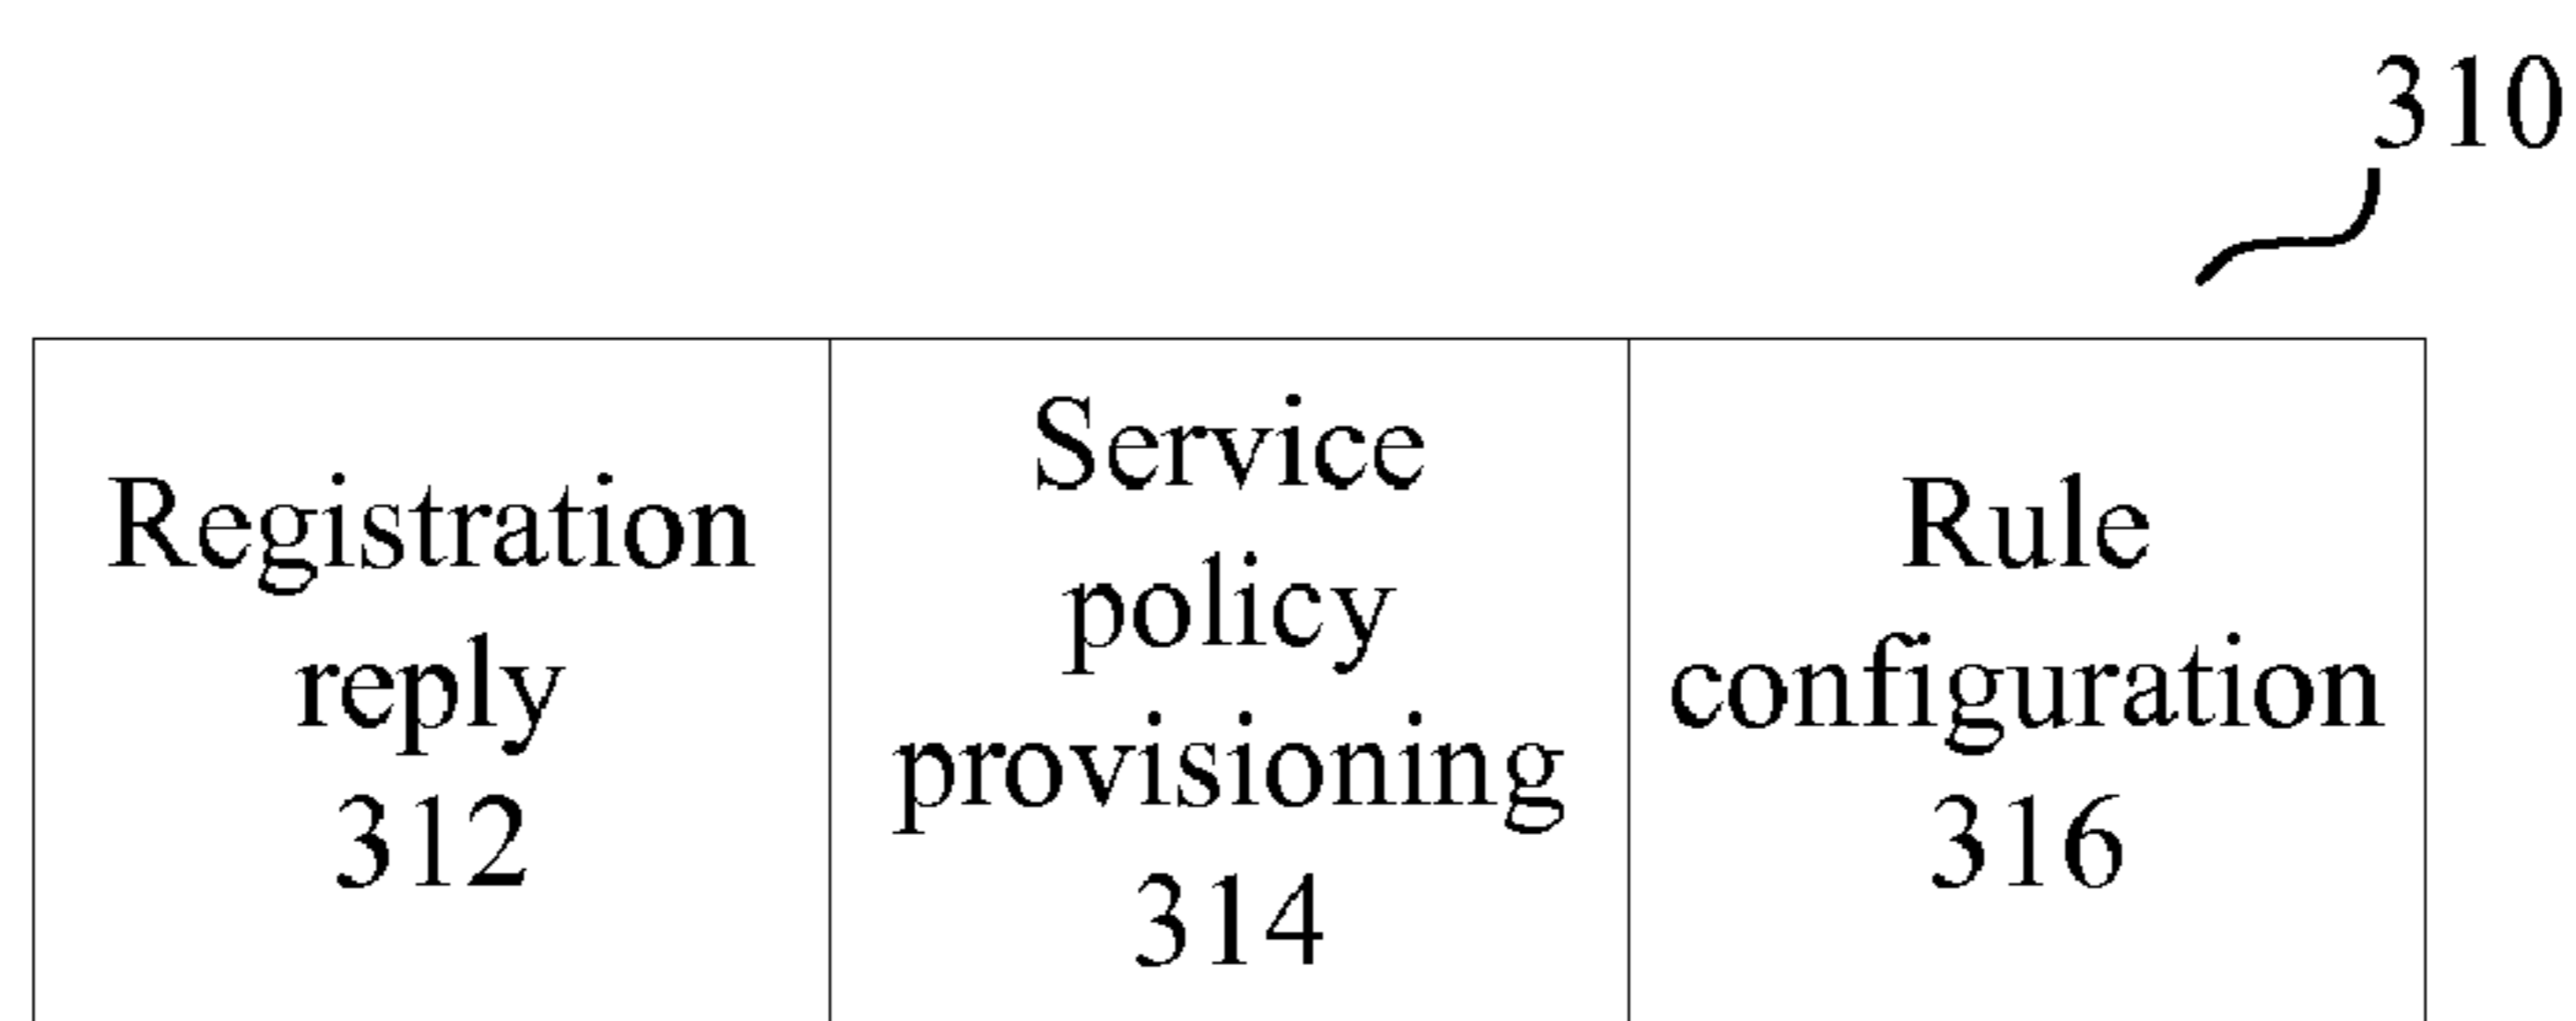 310
Registration
reply
312
Service
policy
provisioning
314
Rule
configuration
316